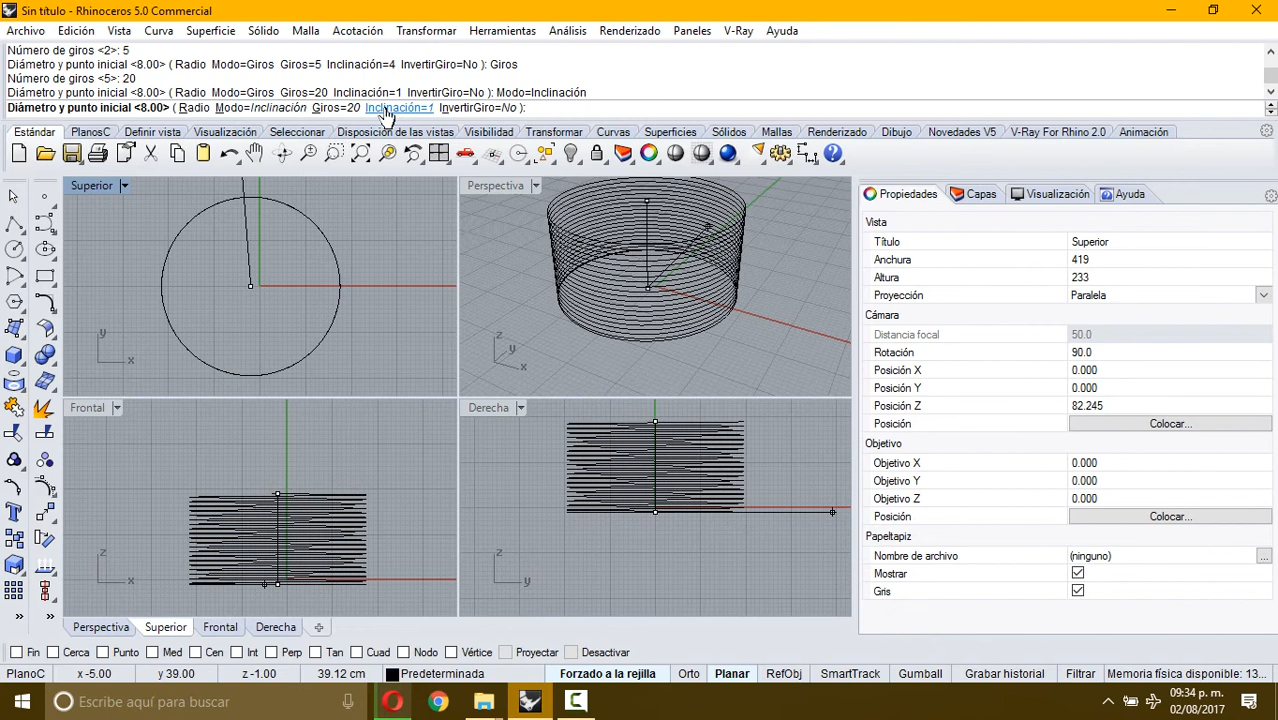 Sin título - Rhinoceros 5.0 Commercial
Archivo Edición Vista Curva Superficie Sólido Malla Acotación Transformar Herramientas Análisis Renderizado Paneles V-Ray Ayuda
Número de giros <2>: 5
Diámetro y punto inicial <8.00> ( Radio Modo=Giros Giros=5 Inclinación=4 InvertirGiro=No ): Giros
Número de giros <5>: 20
Diámetro y punto inicial <8.00> ( Radio Modo=Giros Giros=20 Inclinación=1 InvertirGiro=No ): Modo=Inclinación
Diámetro y punto inicial <8.00> ( Radio Modo=Inclinación Giros=20 Inclinación=1 InvertirGiro=No ):
Estándar PlanosC Definir vista Visualización Seleccionar Disposición de las vistas Visibilidad Transformar Curvas Superficies Sólidos Mallas Renderizado Dibujo Novedades V5 V-Ray For Rhino 2.0 Animación
Superior
Perspectiva
Propiedades Capas Visualización Ayuda
Vista
Título Superior
Anchura 419
Altura 233
Proyección Paralela
Cámara
Distancia focal 50.0
Rotación 90.0
Posición X 0.000
Posición Y 0.000
Posición Z 82.245
Posición Colocar...
Objetivo
Objetivo X 0.000
Objetivo Y 0.000
Objetivo Z 0.000
Posición Colocar...
Papeltapiz
Nombre de archivo (ninguno) ...
Mostrar
Gris
y
x
z
y
x
Frontal
Derecha
z
x
z
y
Perspectiva Superior Frontal Derecha
Fin Cerca Punto Med Cen Int Perp Tan Cuad Nodo Vértice Proyectar Desactivar
PlanoC x -5.00 y 39.00 z -1.00 39.12 cm Predeterminada Forzado a la rejilla Orto Planar RefObj SmartTrack Gumball Grabar historial Filtrar Memoria física disponible: 13...
Escribe aquí para buscar
09:34 p. m.
02/08/2017